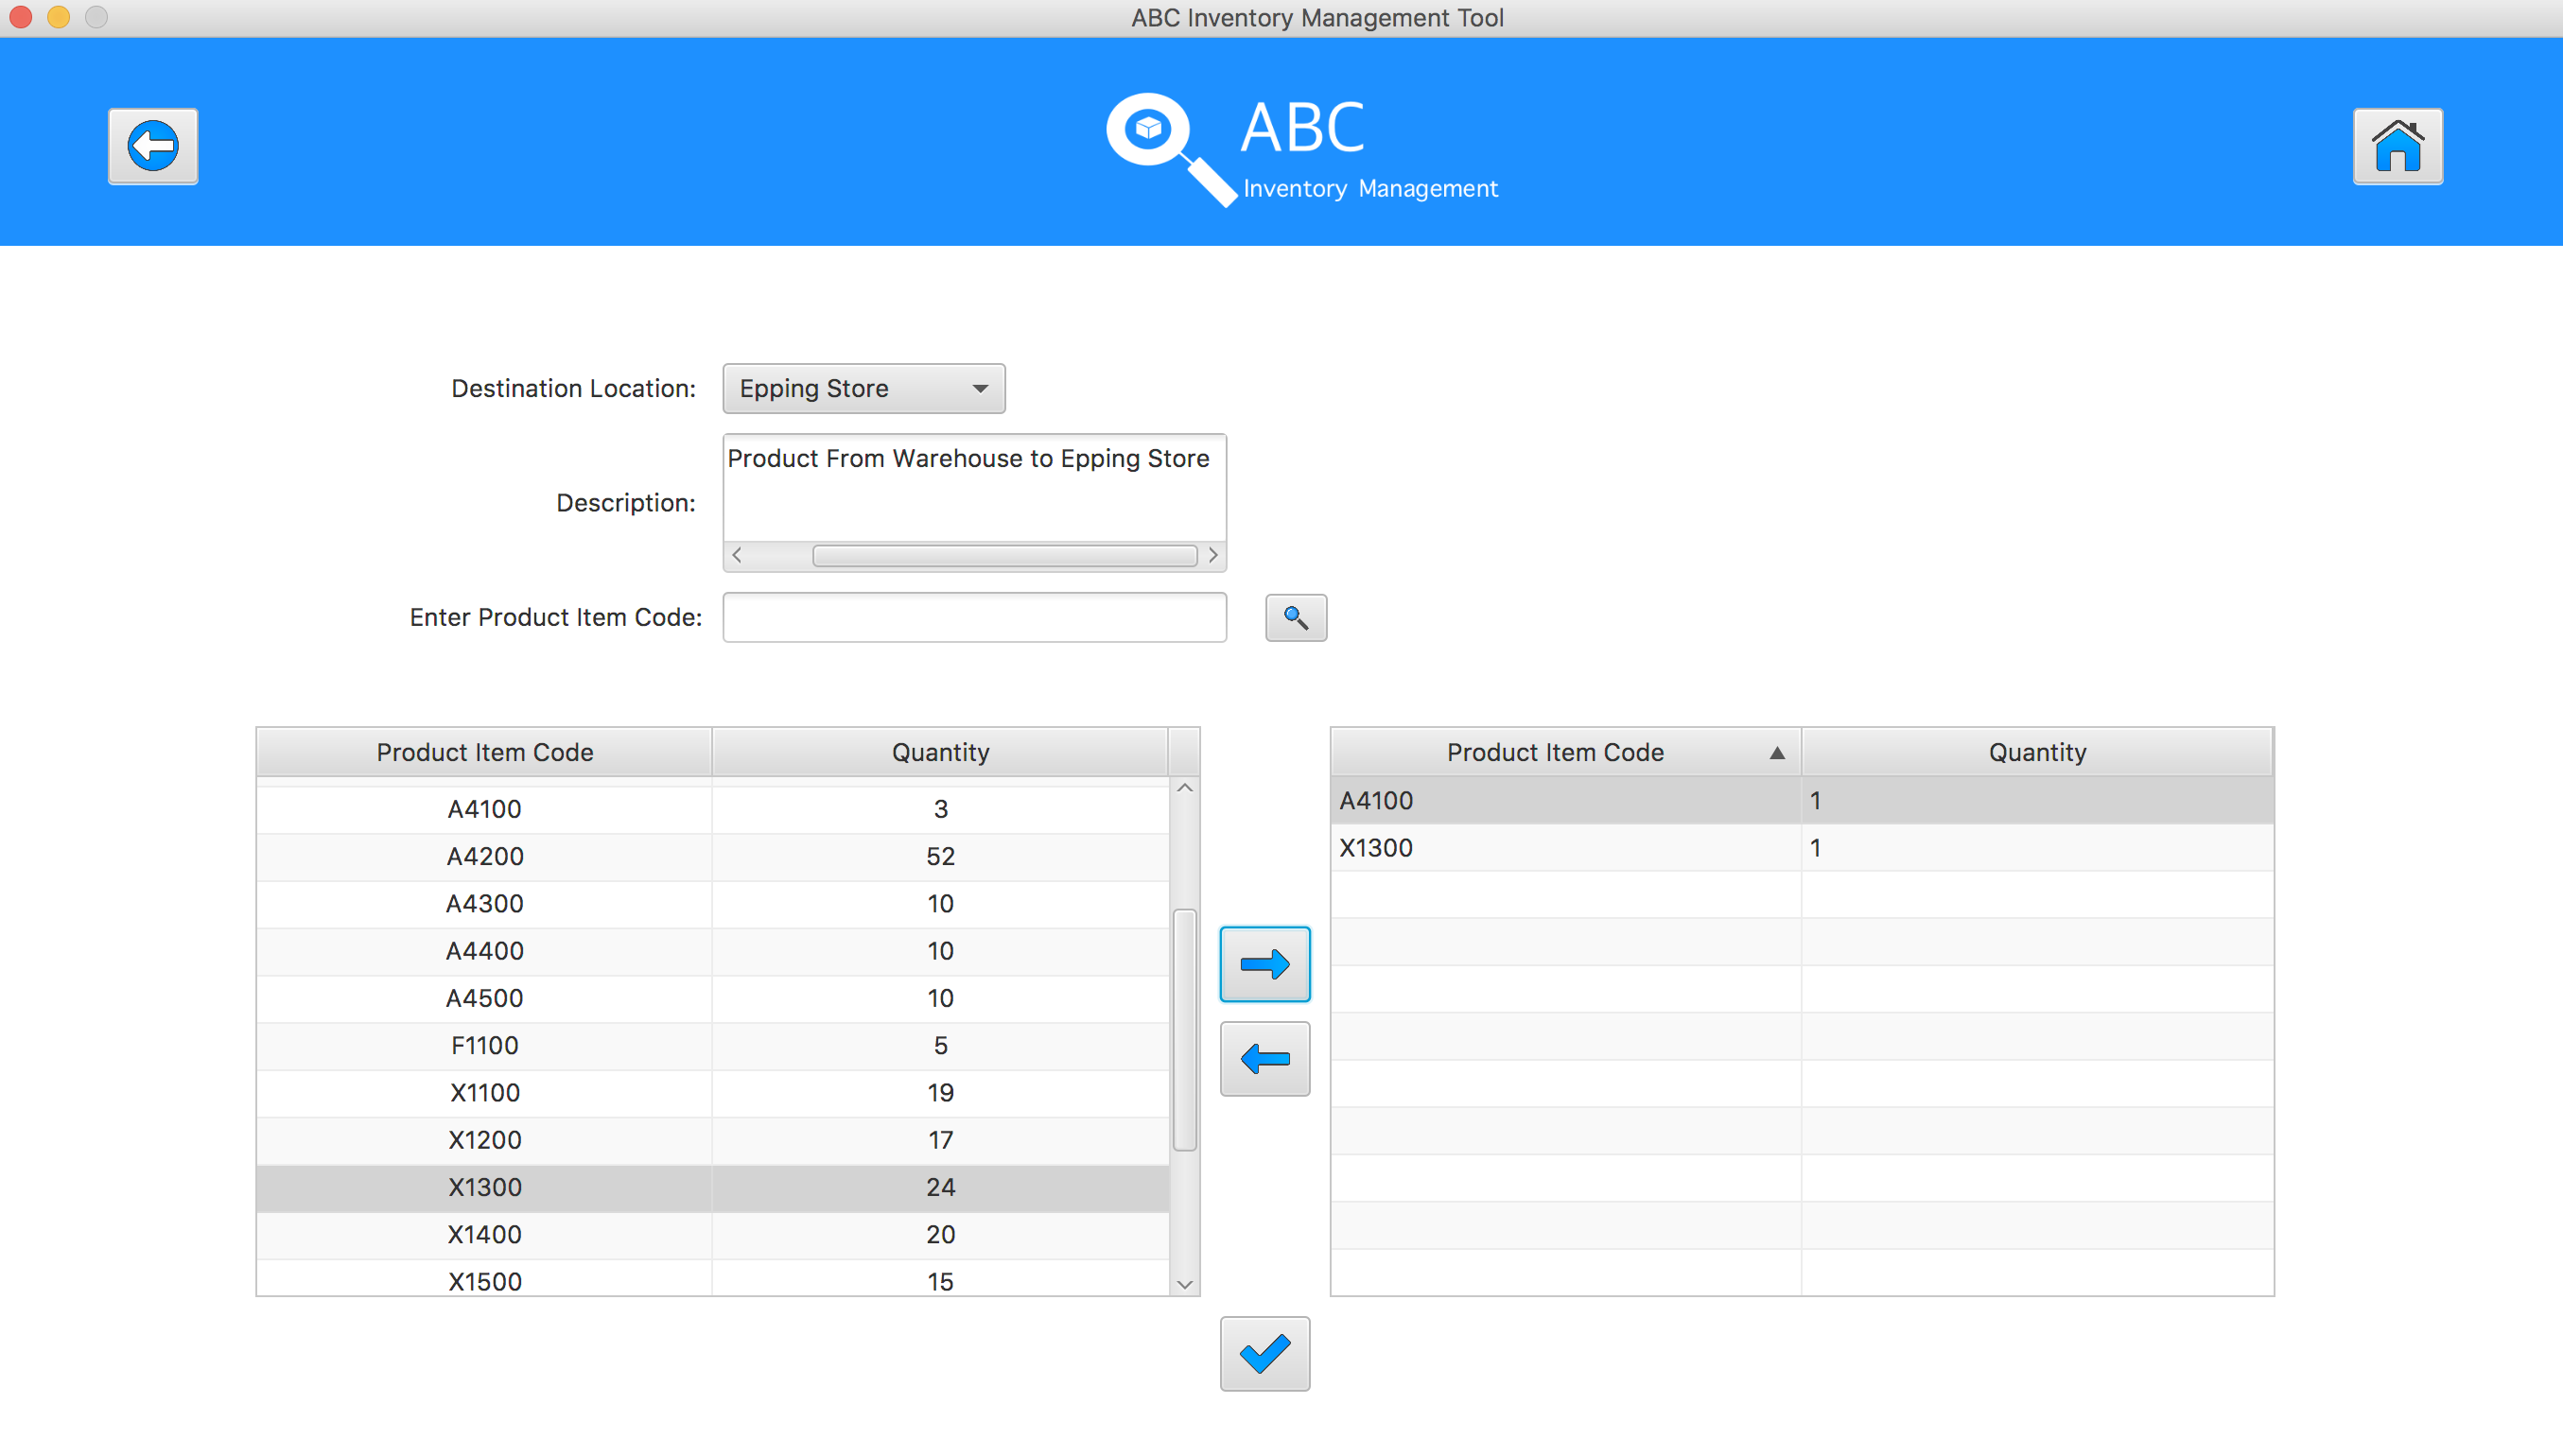 ABC Inventory Management Tool
ABC
Inventory Management
Destination Location: Epping Store
Description: Product From Warehouse to Epping Store
Enter Product Item Code:
Product Item Code Quantity
A4100 3
A4200 52
A4300 10
A4400 10
A4500 10
F1100 5
X1100 19
X1200 17
X1300 24
X1400 20
X1500 15
Product Item Code Quantity
A4100 1
X1300 1